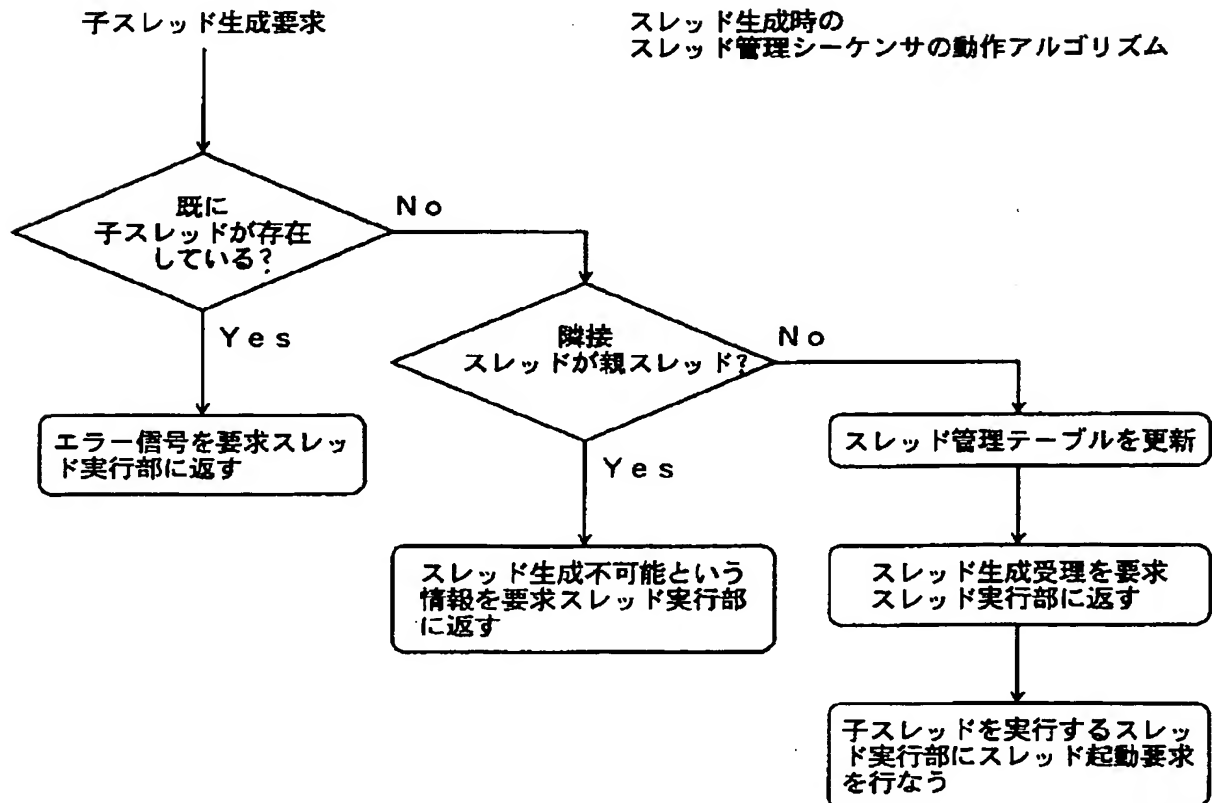 子スレッド生成要求
スレッド生成時の
スレッド管理シーケンサの動作アルゴリズム
既に
子スレッドが存在
している?
No
Yes
エラー信号を要求スレッ
ド実行部に返す
隣接
スレッドが親スレッド?
No
Yes
スレッド生成不可能という
情報を要求スレッド実行部
に返す
スレッド管理テーブルを更新
スレッド生成受理を要求
スレッド実行部に返す
子スレッドを実行するスレッ
ド実行部にスレッド起動要求
を行なう